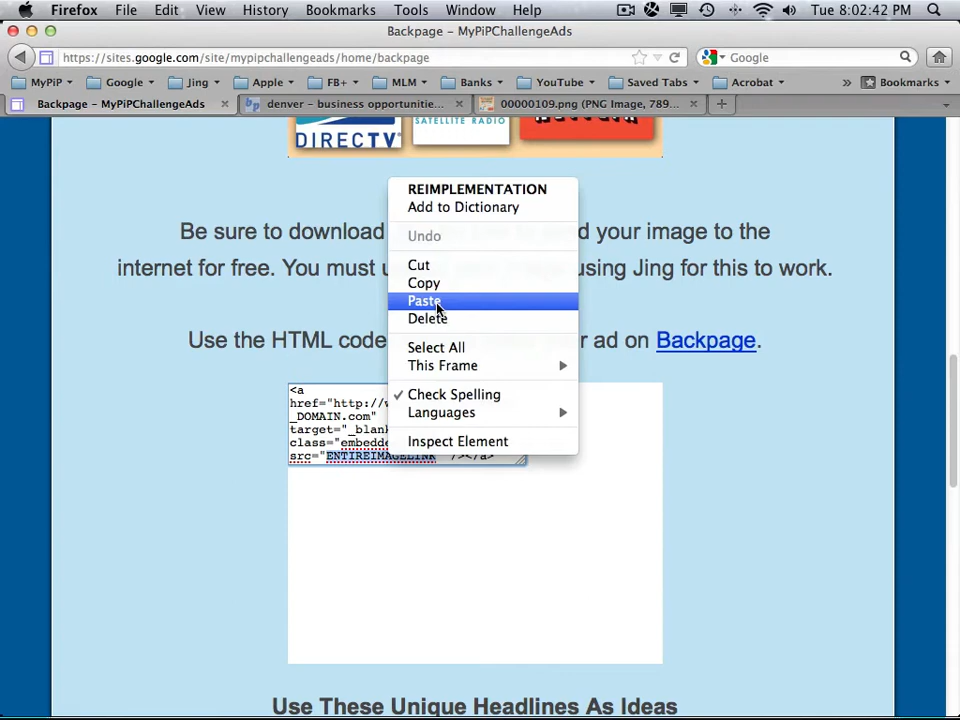 Firefox File Edit View History Bookmarks Tools Window Help Tue 8:02:42 PM
Backpage – MyPiPChallengeAds
https://sites.google.com/site/mypipchallengeads/home/backpage
Google
MyPiP Google Jing Apple FB+ MLM Banks YouTube Saved Tabs Acrobat » Bookmarks
Backpage – MyPiPChallengeAds
denver – business opportunities...
00000109.png (PNG Image, 789...
DIRECTV
SATELLITE RADIO
REIMPLEMENTATION
Add to Dictionary
Undo
Cut
Copy
Paste
Delete
Select All
This Frame
Check Spelling
Languages
Inspect Element
Be sure to download
d your image to the
internet for free. You must u
using Jing for this to work.
Use the HTML code
our ad on Backpage.
<a
href="http://w
_DOMAIN.com"
target="_blank
class="embedde
src="ENTIREIMAGELINK" /></a>
Use These Unique Headlines As Ideas